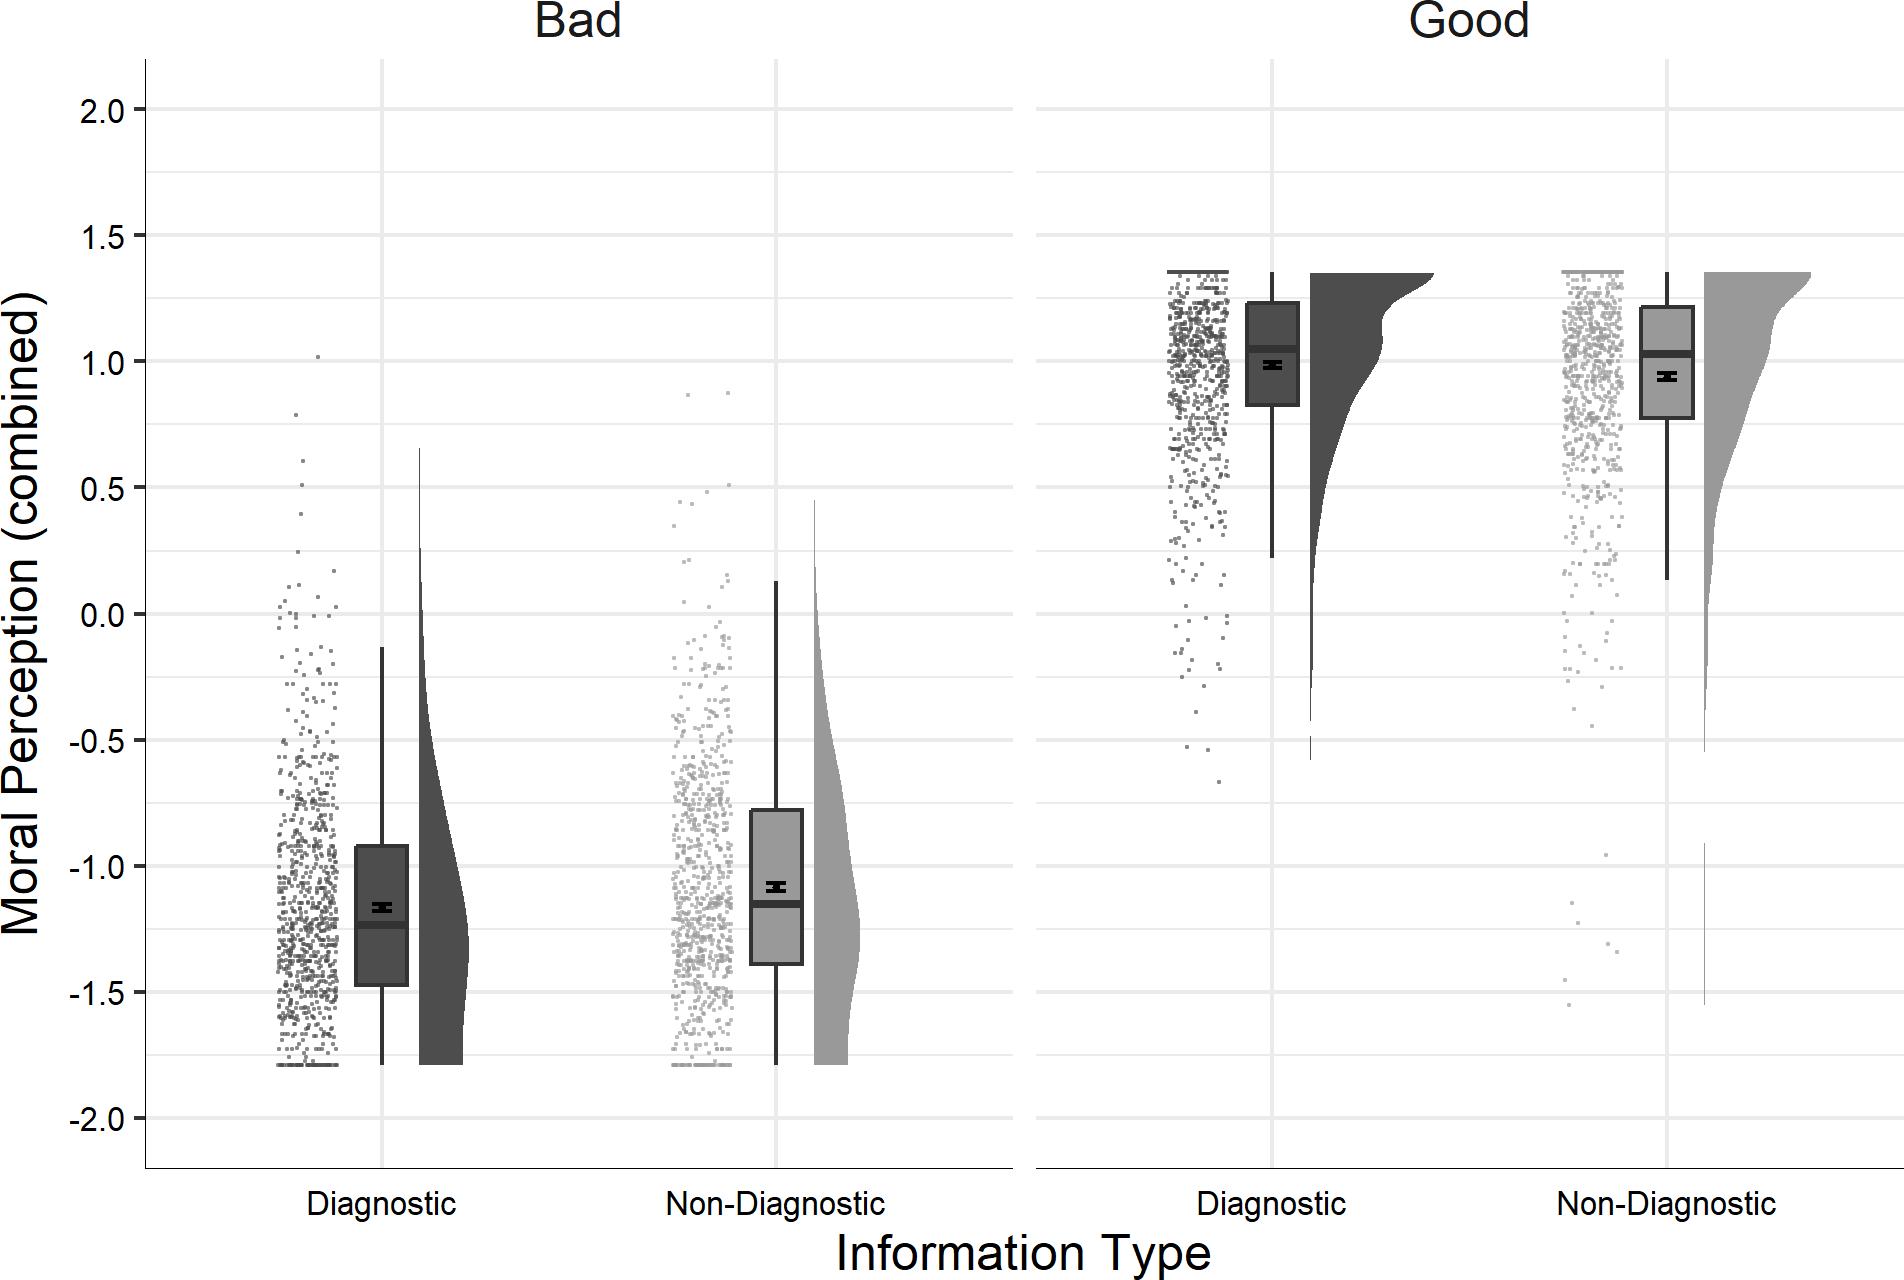 Bad
Good
Moral Perception (combined)
2.0
1.5
1.0
0.5
0.0
-0.5
-1.0
-1.5
-2.0
Diagnostic
Non-Diagnostic
Diagnostic
Non-Diagnostic
Information Type